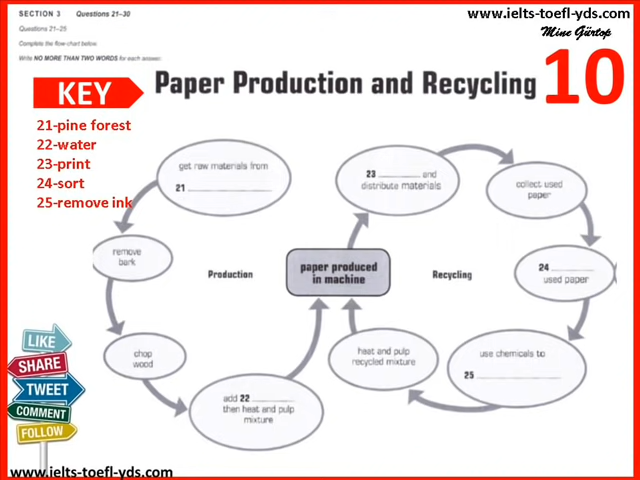 SECTION 3 Questions 21–30
Questions 21–25
Complete the flow-chart below.
Write NO MORE THAN TWO WORDS for each answer.
www.ielts-toefl-yds.com
Mine Gürtop
Paper Production and Recycling
10
KEY
21-pine forest
22-water
23-print
24-sort
25-remove ink
get raw materials from
21
remove
bark
chop
wood
add 22
then heat and pulp
mixture
Production
paper produced
in machine
Recycling
23 and
distribute materials
collect used
paper
24
used paper
use chemicals to
25
heat and pulp
recycled mixture
LIKE
SHARE
TWEET
COMMENT
FOLLOW
www.ielts-toefl-yds.com